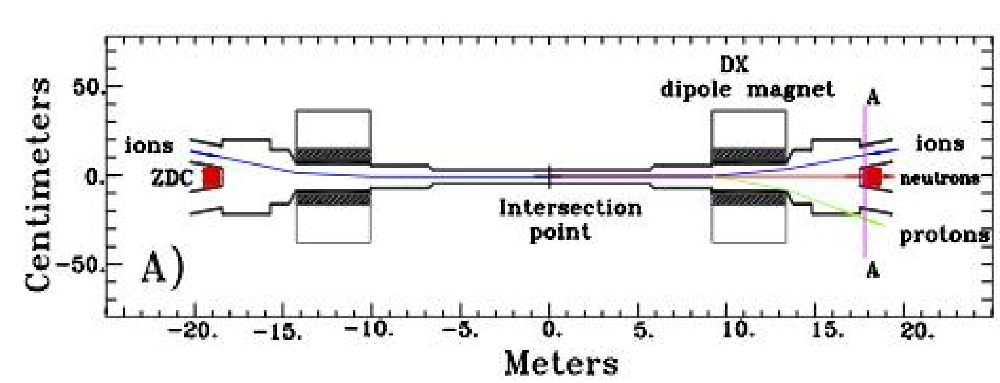 DX
dipole magnet
50.
A
ions
ions
Centimeters
0.
ZDC
neutrons
Intersection
point
protons
-50.
A)
A
-20.
-15.
-10.
-5.
0.
5.
10.
15.
20.
Meters